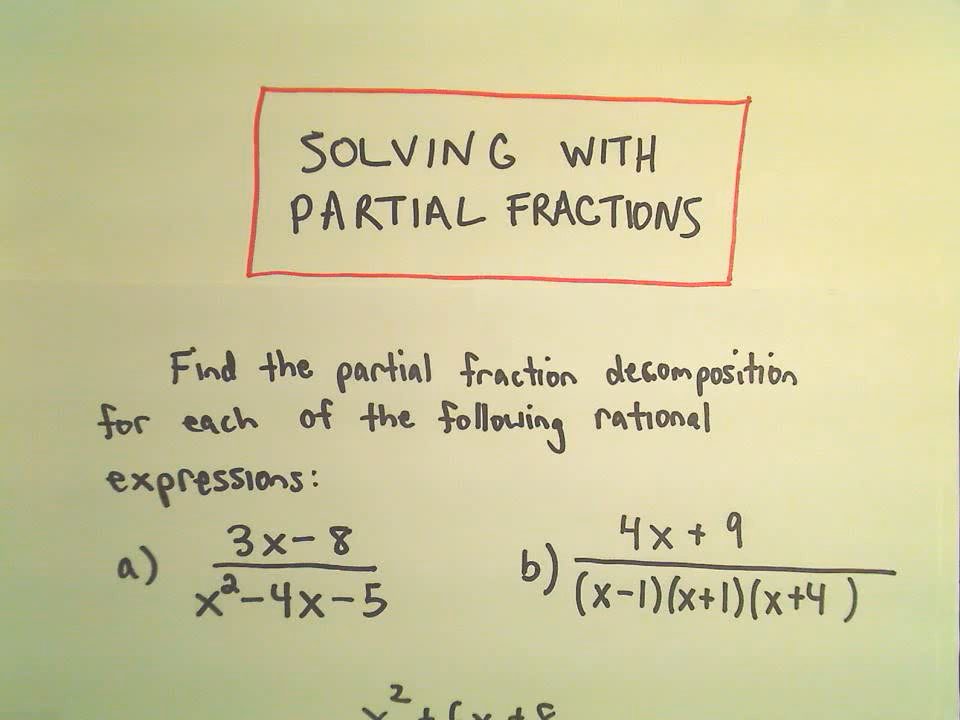 SOLVING WITH
PARTIAL FRACTIONS
Find the partial fraction decomposition
for each of the following rational
expressions:
a) (3x-8)/(x²-4x-5)
b) (4x+9)/((x-1)(x+1)(x+4))